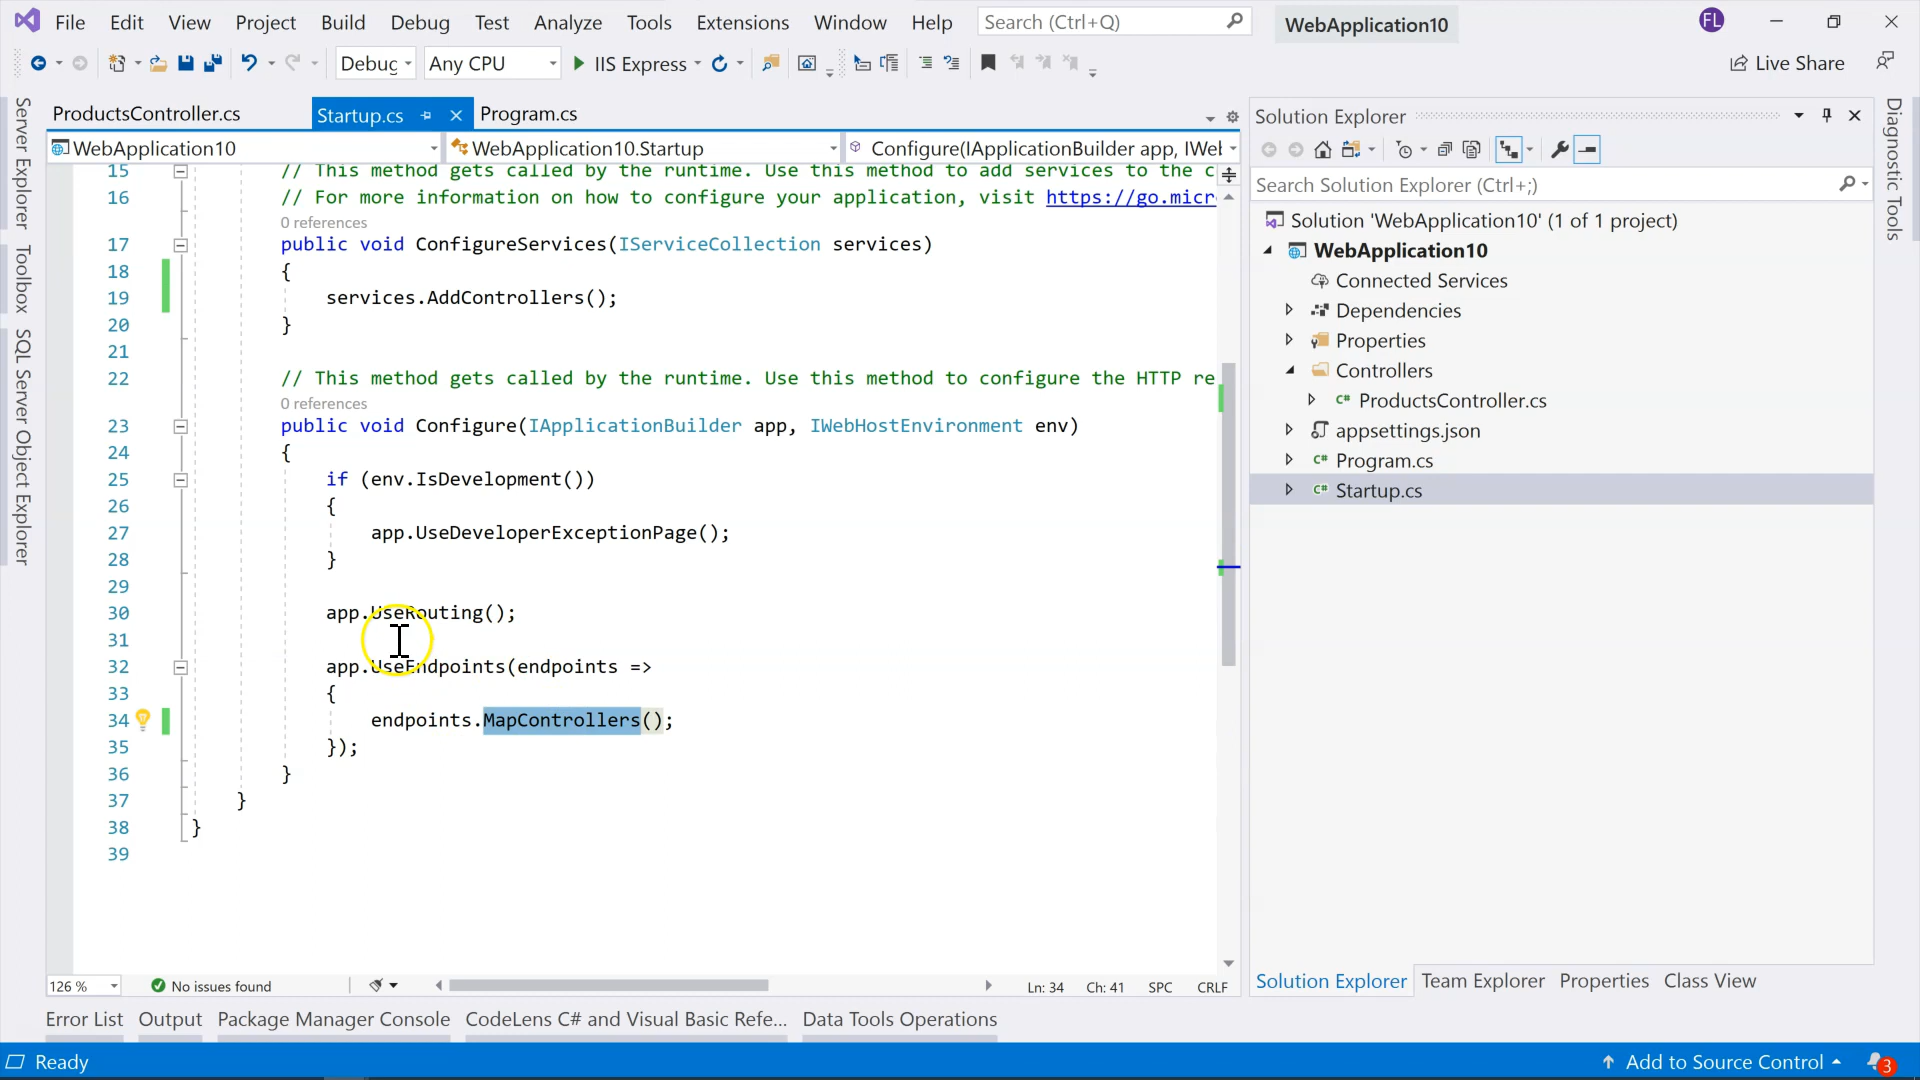 File Edit View Project Build Debug Test Analyze Tools Extensions Window Help Search (Ctrl+Q) WebApplication10 FL
Debug Any CPU IIS Express Live Share
ProductsController.cs Startup.cs Program.cs
WebApplication10 WebApplication10.Startup Configure(IApplicationBuilder app, IWel
15 // This method gets called by the runtime. Use this method to add services to the c
16 // For more information on how to configure your application, visit https://go.micr
0 references
17 public void ConfigureServices(IServiceCollection services)
18 {
19 services.AddControllers();
20 }
21
22 // This method gets called by the runtime. Use this method to configure the HTTP re
0 references
23 public void Configure(IApplicationBuilder app, IWebHostEnvironment env)
24 {
25 if (env.IsDevelopment())
26 {
27 app.UseDeveloperExceptionPage();
28 }
29
30 app.UseRouting();
31
32 app.UseEndpoints(endpoints =>
33 {
34 endpoints.MapControllers();
35 });
36 }
37 }
38 }
39
126 % No issues found Ln: 34 Ch: 41 SPC CRLF
Server Explorer
Toolbox
SQL Server Object Explorer
Solution Explorer
Search Solution Explorer (Ctrl+;)
Solution 'WebApplication10' (1 of 1 project)
WebApplication10
Connected Services
Dependencies
Properties
Controllers
C# ProductsController.cs
appsettings.json
C# Program.cs
C# Startup.cs
Solution Explorer Team Explorer Properties Class View
Diagnostic Tools
Error List Output Package Manager Console CodeLens C# and Visual Basic Refe... Data Tools Operations
Ready Add to Source Control 3